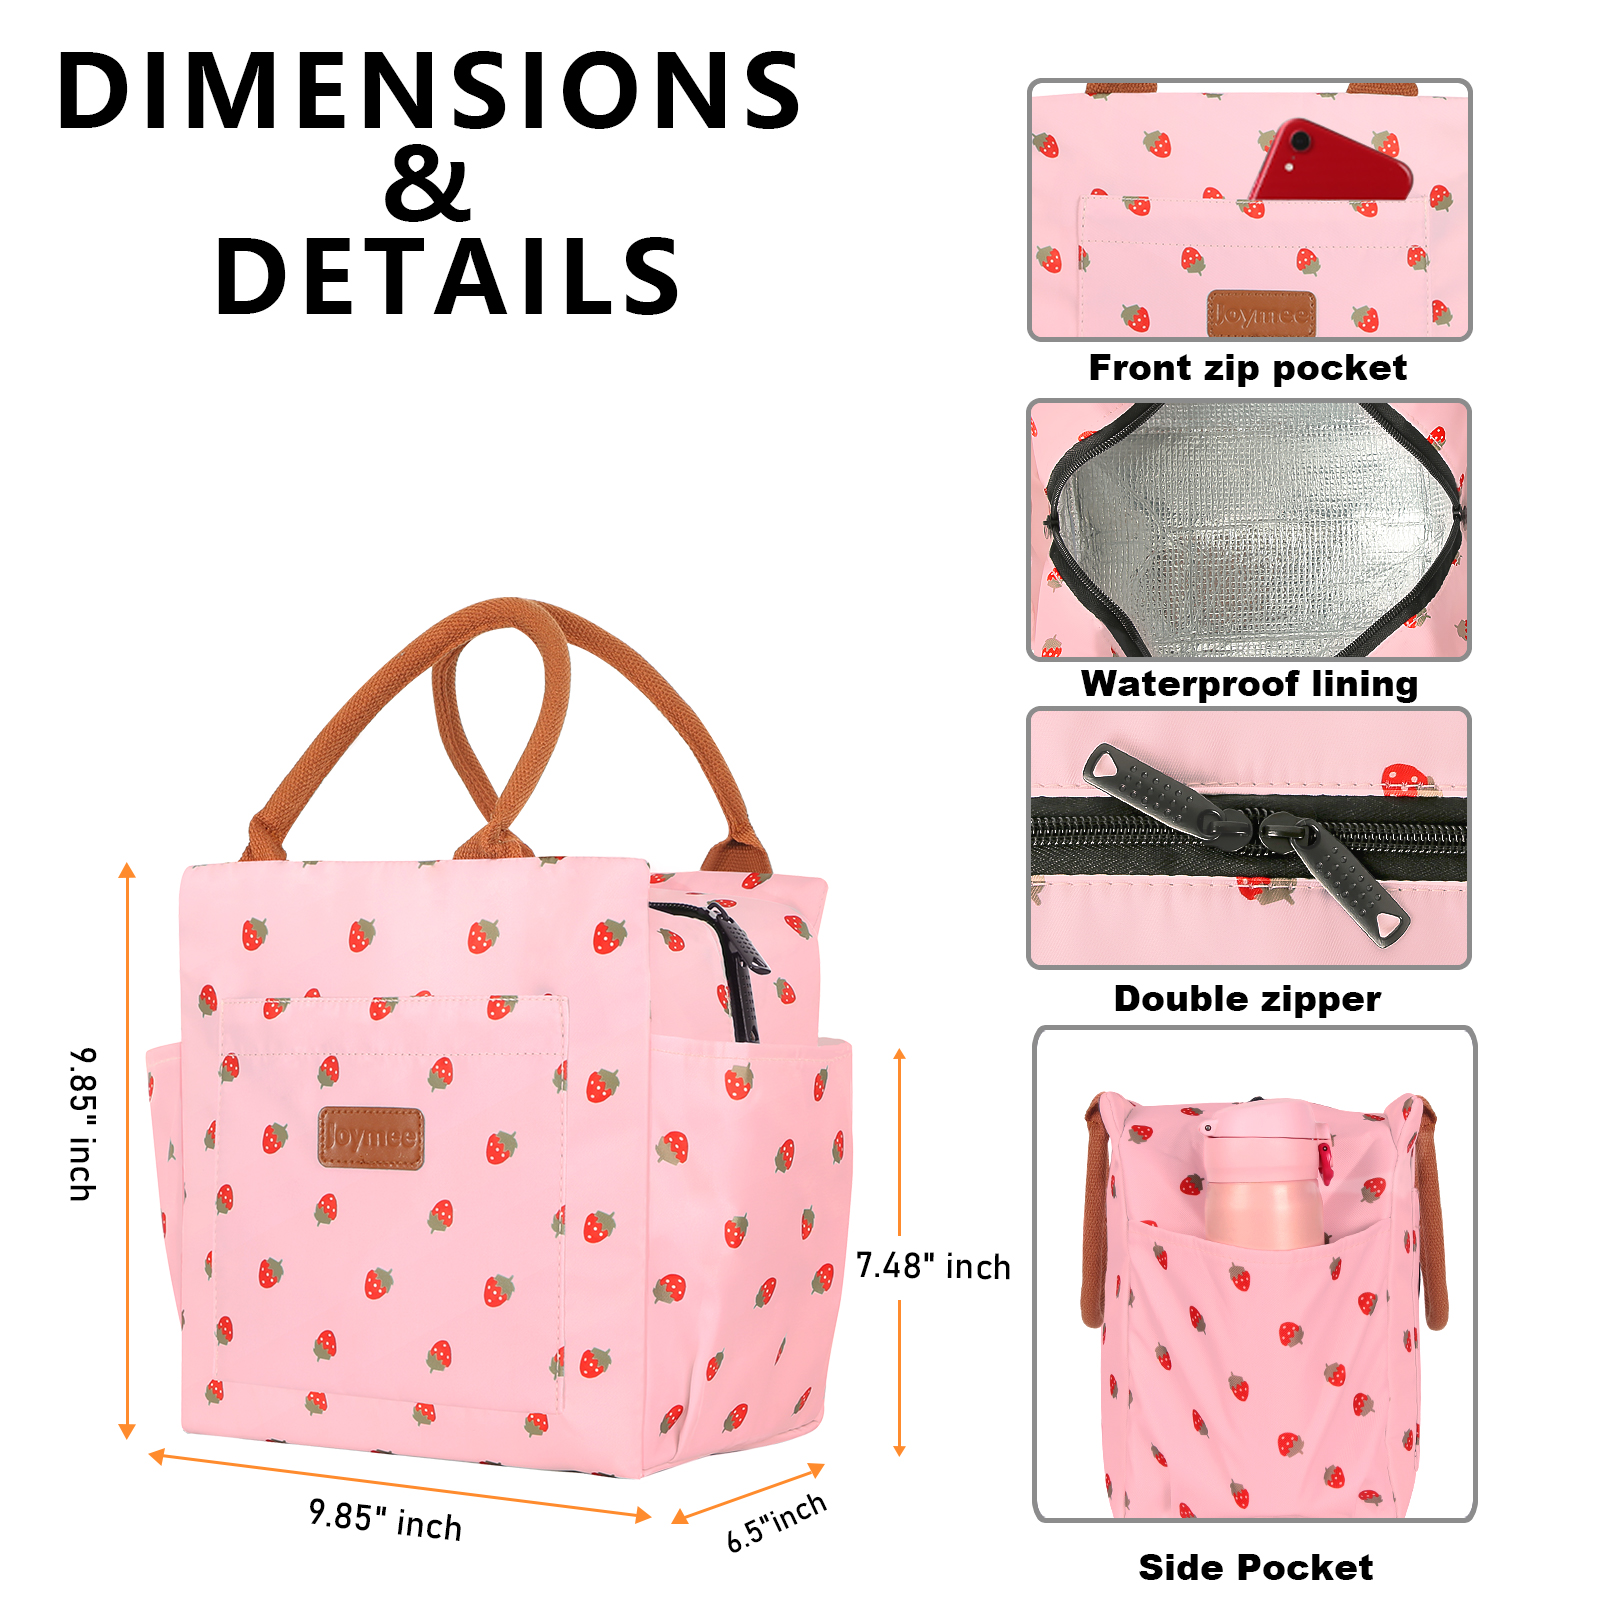 DIMENSIONS
&
DETAILS
Joymee
Front zip pocket
Waterproof lining
Double zipper
Joymee
9.85" inch
7.48" inch
9.85" inch
6.5"inch
Side Pocket